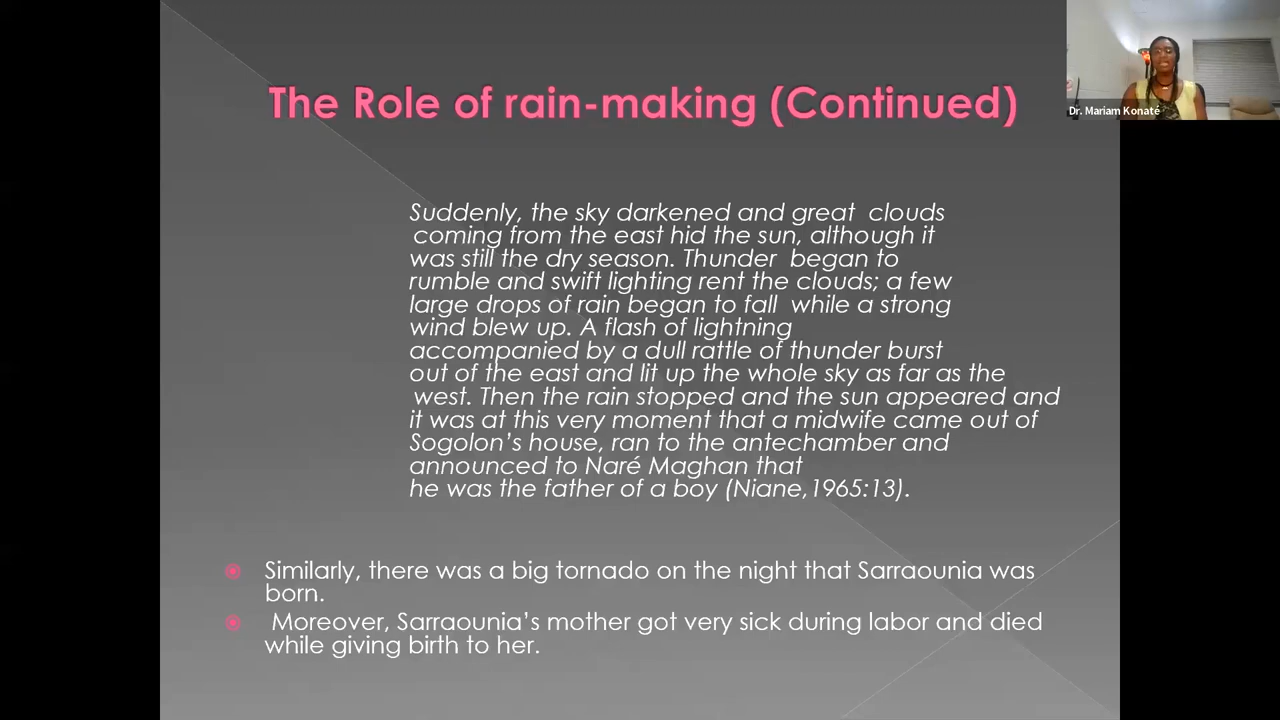 The Role of rain-making (Continued)
Dr. Mariam Konaté
Suddenly, the sky darkened and great clouds
coming from the east hid the sun, although it
was still the dry season. Thunder began to
rumble and swift lighting rent the clouds; a few
large drops of rain began to fall while a strong
wind blew up. A flash of lightning
accompanied by a dull rattle of thunder burst
out of the east and lit up the whole sky as far as the
west. Then the rain stopped and the sun appeared and
it was at this very moment that a midwife came out of
Sogolon's house, ran to the antechamber and
announced to Naré Maghan that
he was the father of a boy (Niane,1965:13).
Similarly, there was a big tornado on the night that Sarraounia was
born.
Moreover, Sarraounia's mother got very sick during labor and died
while giving birth to her.